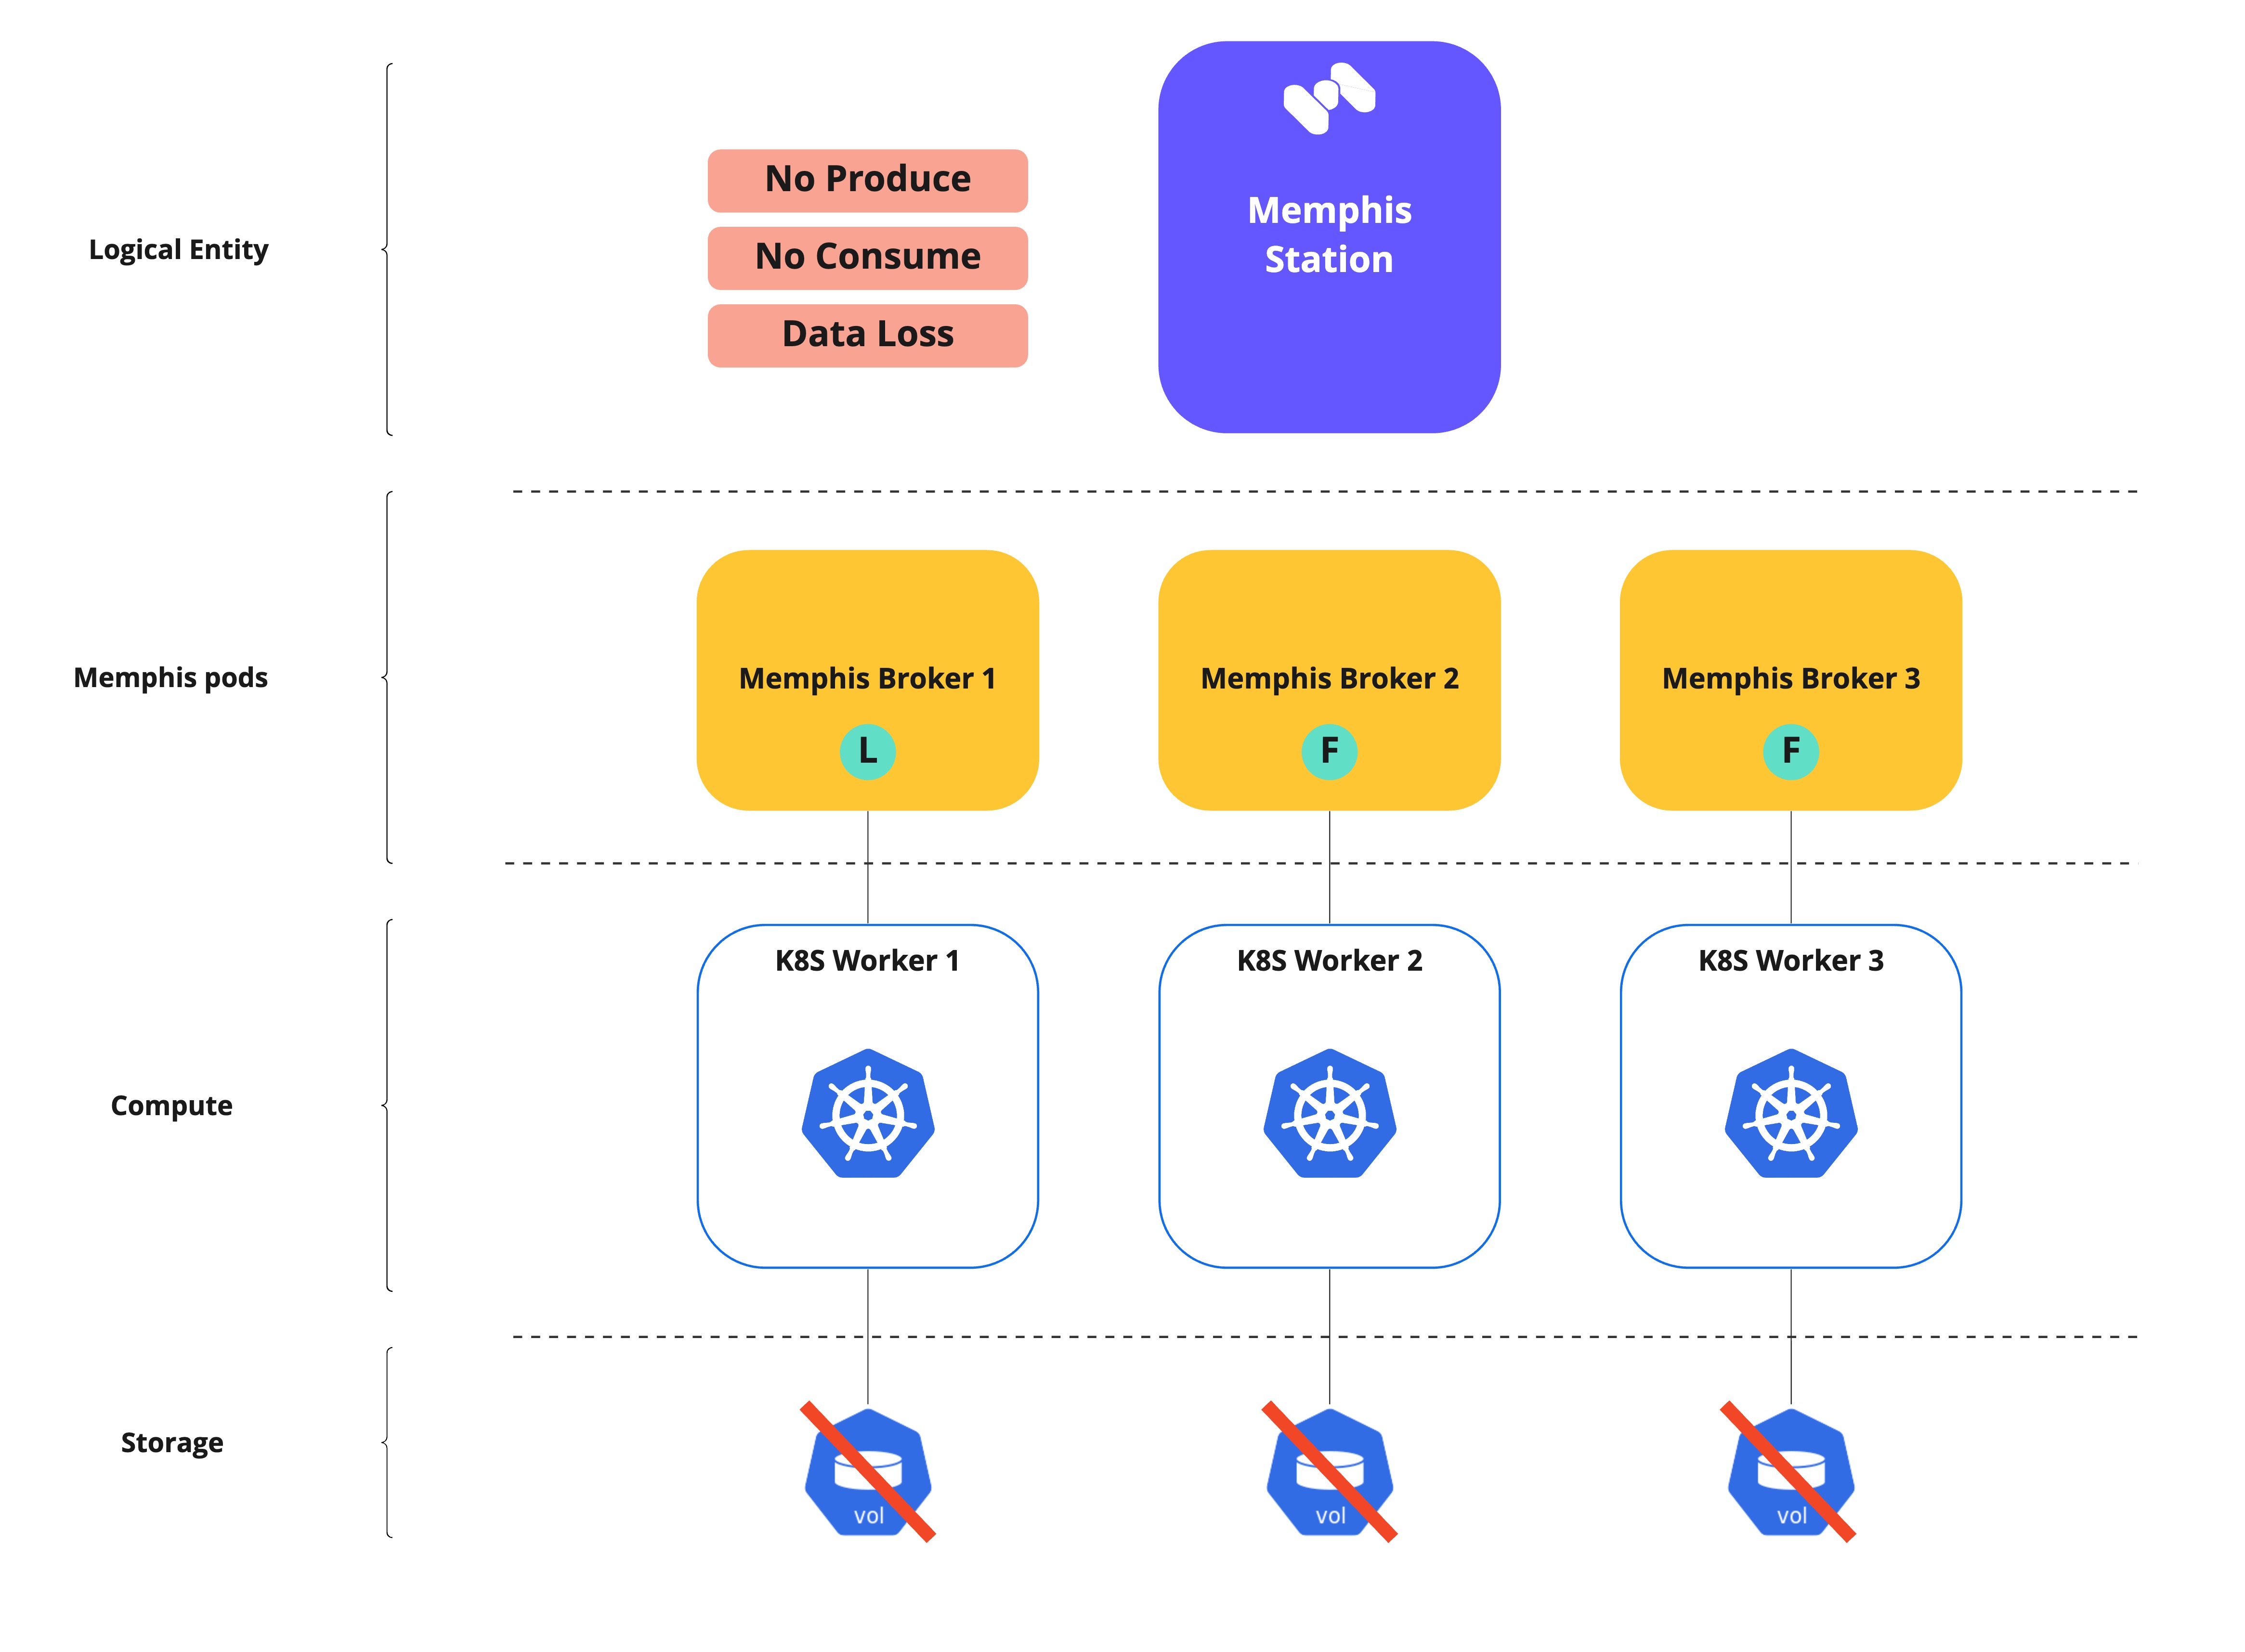 Logical Entity
No Produce
No Consume
Data Loss
Memphis
Station
Memphis pods
Memphis Broker 1
L
Memphis Broker 2
F
Memphis Broker 3
F
Compute
K8S Worker 1
K8S Worker 2
K8S Worker 3
Storage
vol
vol
vol